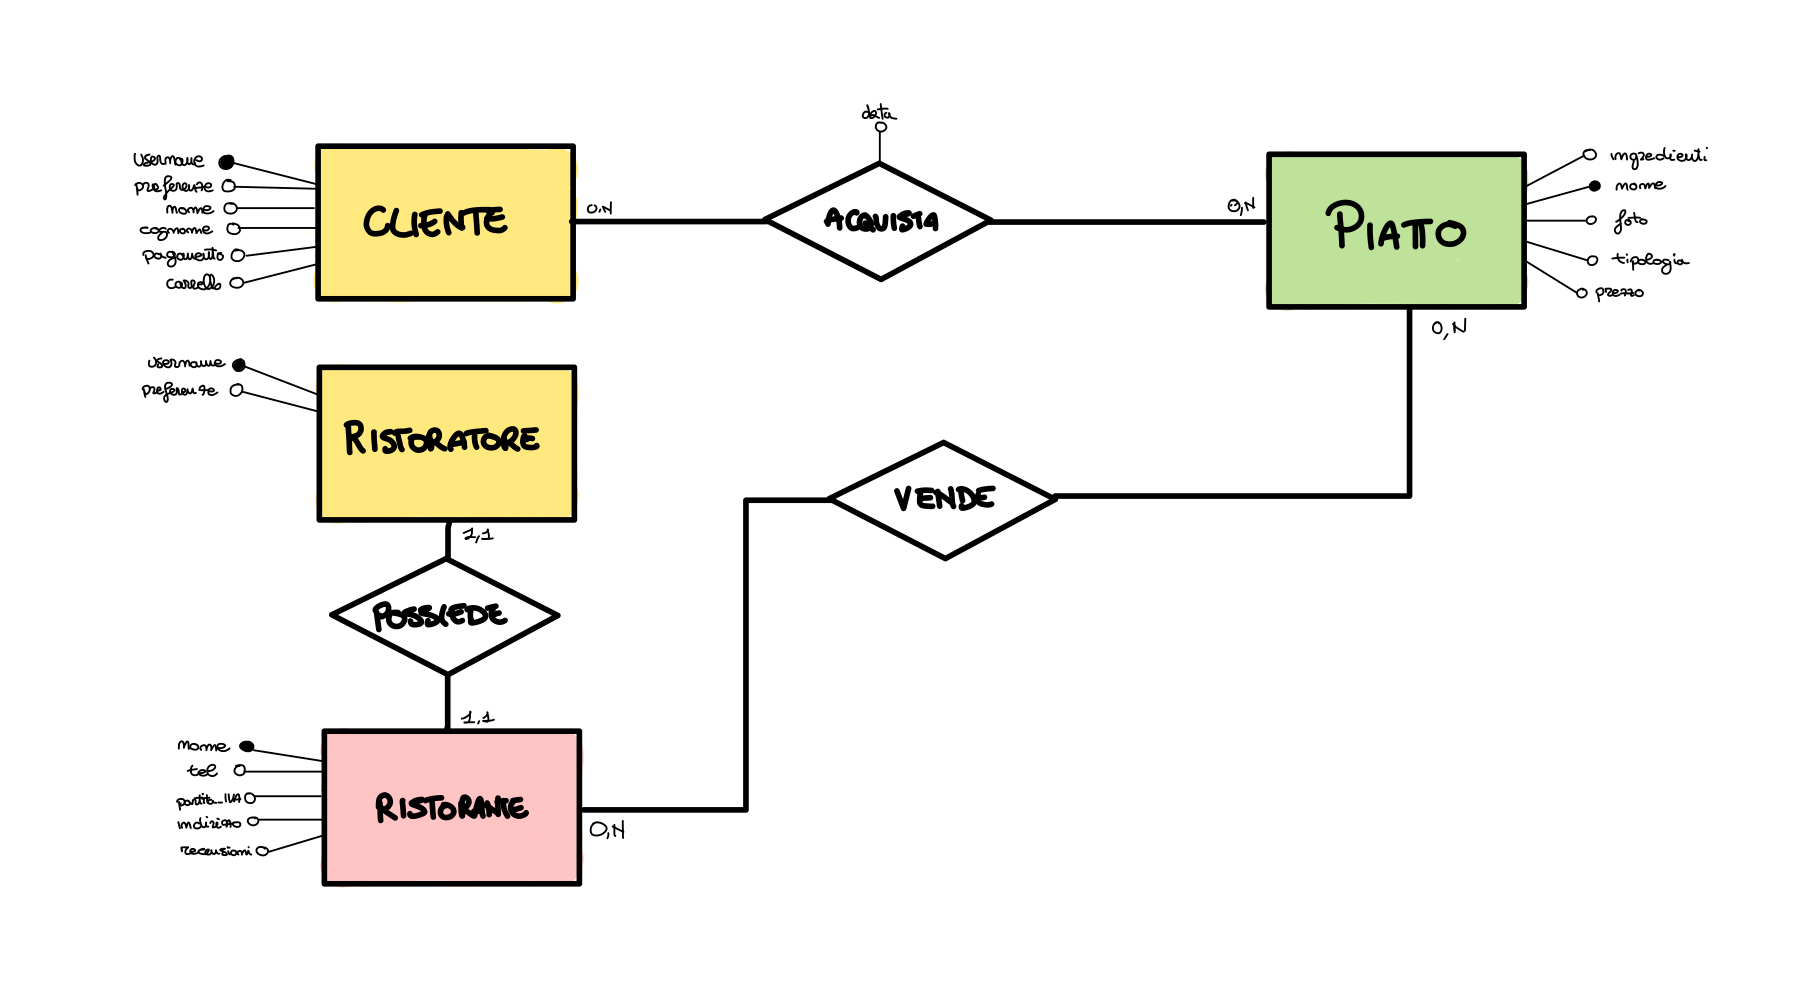 data
Username
preferenze
nome
cognome
pagamento
carrello
CLIENTE
0,N
ACQUISTA
0,N
PIATTO
ingredienti
nome
foto
tipologia
prezzo
0,N
username
preferenze
RISTORATORE
1,1
POSSIEDE
1,1
VENDE
nome
tel
partita_IVA
indirizzo
recensioni
RISTORANTE
0,N